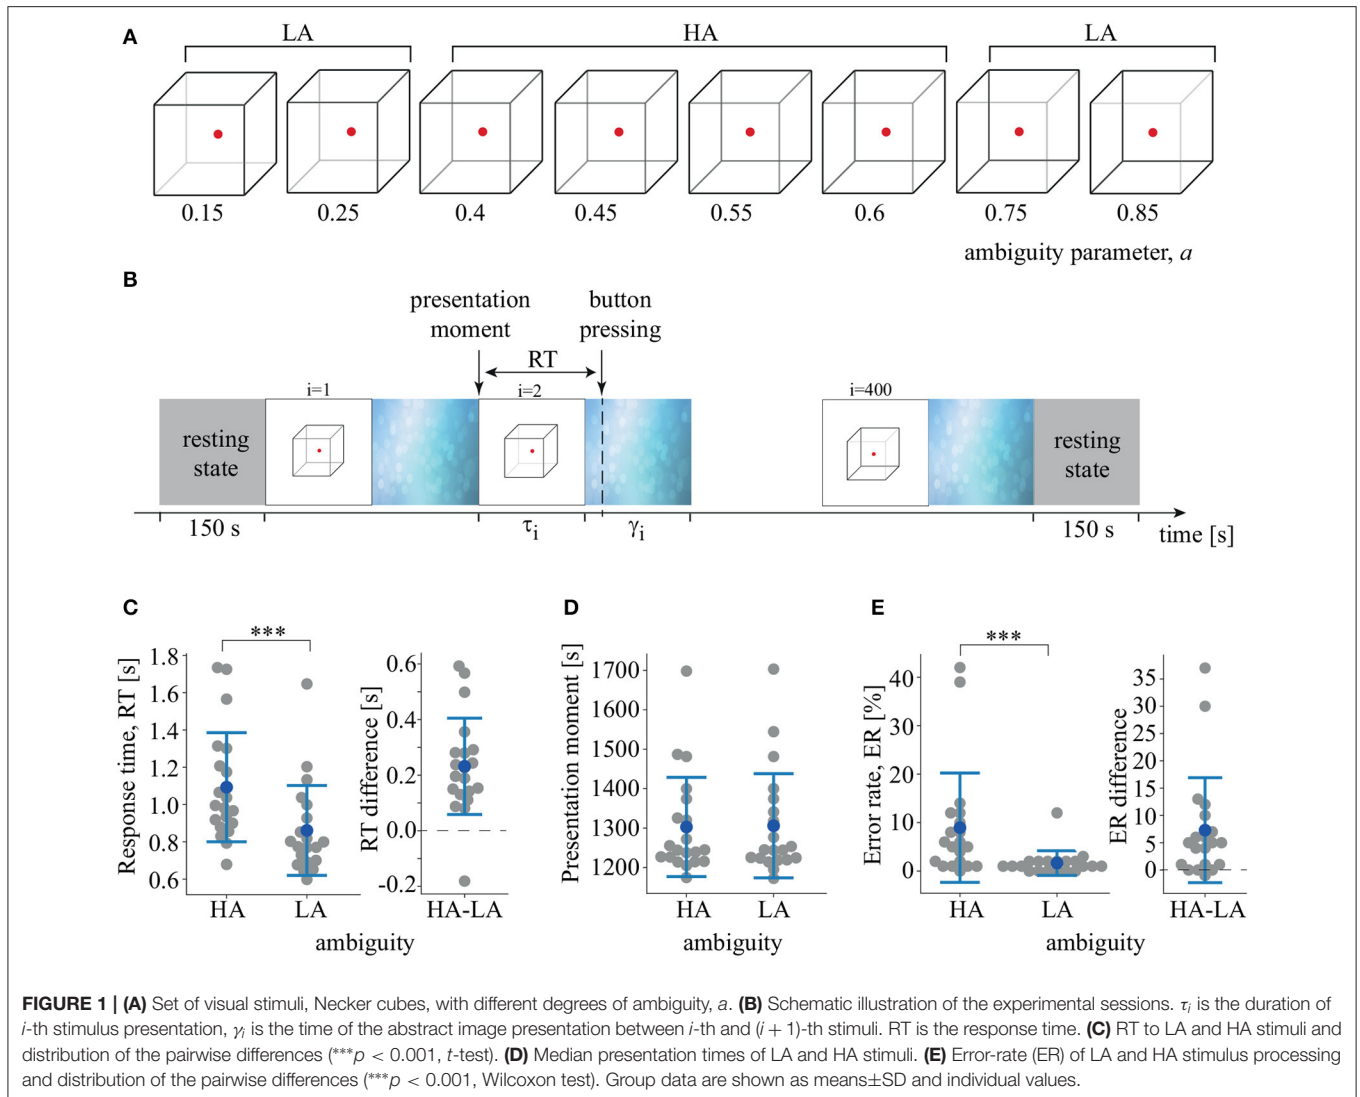 A
LA
HA
LA
0.15 0.25 0.4 0.45 0.55 0.6 0.75 0.85
ambiguity parameter, a
B
presentation
moment
button
pressing
RT
i=1
i=2
i=400
resting
state
resting
state
150 s
τi
γi
150 s
time [s]
C
***
Response time, RT [s]
1.8
1.6
1.4
1.2
1.0
0.8
0.6
HA LA
ambiguity
RT difference [s]
0.6
0.4
0.2
0.0
-0.2
HA-LA
D
Presentation moment [s]
1700
1600
1500
1400
1300
1200
HA LA
ambiguity
E
***
Error rate, ER [%]
40
30
20
10
0
HA LA
ambiguity
ER difference
35
30
25
20
15
10
5
0
HA-LA
FIGURE 1 | (A) Set of visual stimuli, Necker cubes, with different degrees of ambiguity, a. (B) Schematic illustration of the experimental sessions. τi is the duration of
i-th stimulus presentation, γi is the time of the abstract image presentation between i-th and (i + 1)-th stimuli. RT is the response time. (C) RT to LA and HA stimuli and
distribution of the pairwise differences (***p < 0.001, t-test). (D) Median presentation times of LA and HA stimuli. (E) Error-rate (ER) of LA and HA stimulus processing
and distribution of the pairwise differences (***p < 0.001, Wilcoxon test). Group data are shown as means±SD and individual values.